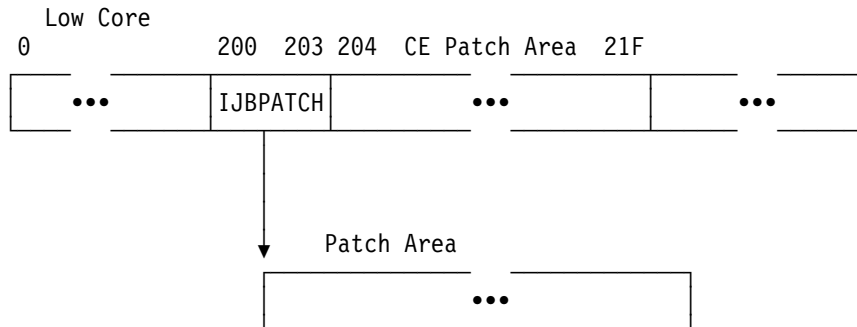 Low Core
0 200 203 204 CE Patch Area 21F
••• IJBPATCH ••• •••
Patch Area
•••